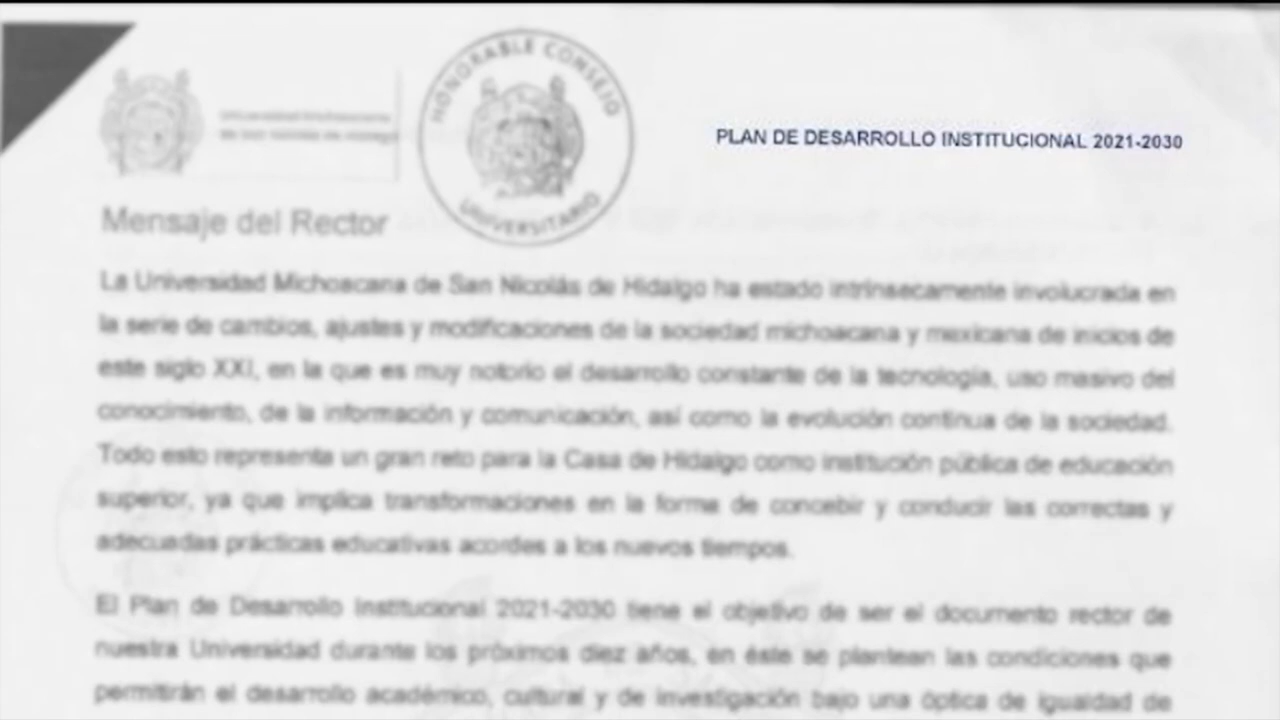 HONORABLE CONSEJO
UNIVERSITARIO
Universidad Michoacana
de San Nicolás de Hidalgo
PLAN DE DESARROLLO INSTITUCIONAL 2021-2030
Mensaje del Rector
La Universidad Michoacana de San Nicolás de Hidalgo ha estado intrínsecamente involucrada en
la serie de cambios, ajustes y modificaciones de la sociedad michoacana y mexicana de inicios de
este siglo XXI, en la que es muy notorio el desarrollo constante de la tecnología, uso masivo del
conocimiento, de la información y comunicación, así como la evolución continua de la sociedad.
Todo esto representa un gran reto para la Casa de Hidalgo como institución pública de educación
superior, ya que implica transformaciones en la forma de concebir y conducir las correctas y
adecuadas prácticas educativas acordes a los nuevos tiempos.
El Plan de Desarrollo Institucional 2021-2030 tiene el objetivo de ser el documento rector de
nuestra Universidad durante los próximos diez años, en éste se plantean las condiciones que
permitirán el desarrollo académico, cultural y de investigación bajo una óptica de igualdad de